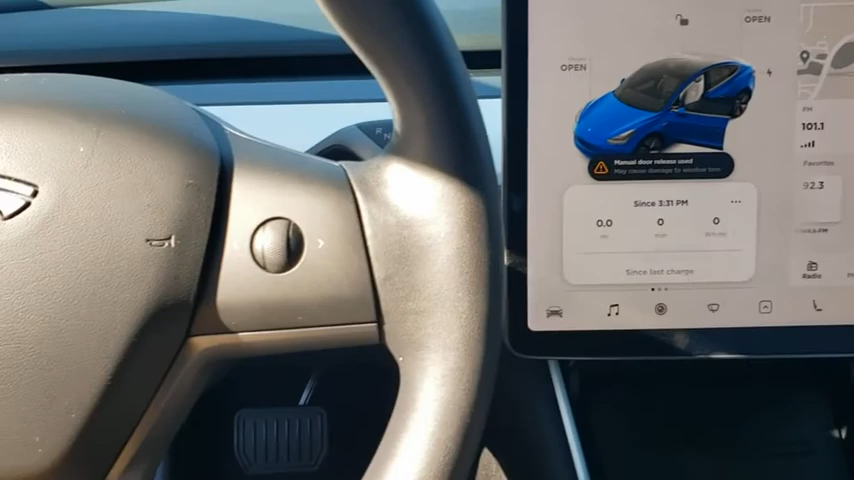 OPEN
OPEN
PM
101.1
Manual door release used
May cause damage to window trim
Favorites
92.3
Since 3:31 PM
0.0
0
0
Since last charge
Radio
P R N